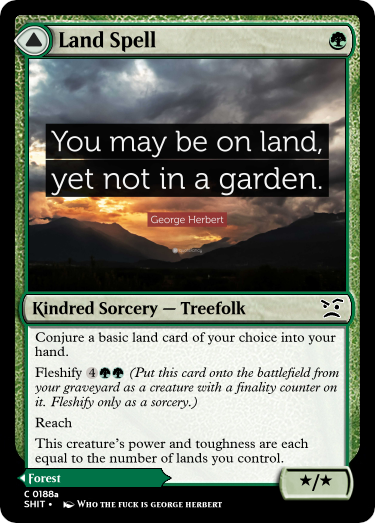 Land Spell
You may be on land,
yet not in a garden.
George Herbert
Kindred Sorcery — Treefolk
Conjure a basic land card of your choice into your
hand.
Fleshify 4 (Put this card onto the battlefield from
your graveyard as a creature with a finality counter on
it. Fleshify only as a sorcery.)
Reach
This creature's power and toughness are each
equal to the number of lands you control.
Forest
*/*
C 0188a
SHIT • Who the fuck is george herbert